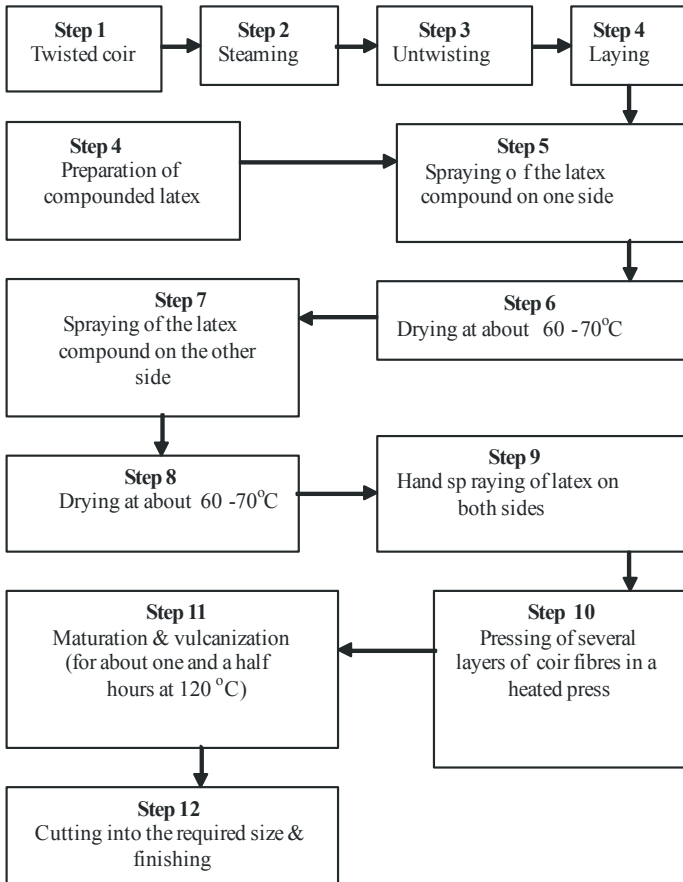 Step 1
Twisted coir
Step 2
Steaming
Step 3
Untwisting
Step 4
Laying
Step 4
Preparation of
compounded latex
Step 5
Spraying o f the latex
compound on one side
Step 7
Spraying of the latex
compound on the other
side
Step 6
Drying at about 60 -70°C
Step 8
Drying at about 60 -70°C
Step 9
Hand sp raying of latex on
both sides
Step 11
Maturation & vulcanization
(for about one and a half
hours at 120 °C)
Step 10
Pressing of several
layers of coir fibres in a
heated press
Step 12
Cutting into the required size &
finishing